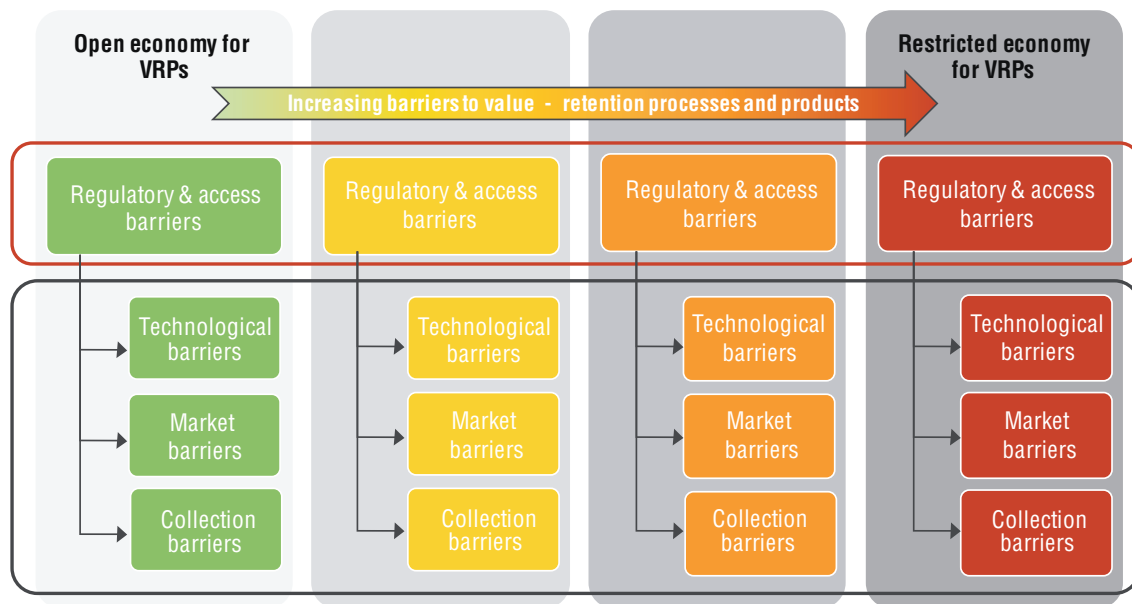 Open economy for
VRPs
Restricted economy
for VRPs
Increasing barriers to value - retention processes and products
Regulatory & access
barriers
Regulatory & access
barriers
Regulatory & access
barriers
Regulatory & access
barriers
Technological
barriers
Technological
barriers
Technological
barriers
Technological
barriers
Market
barriers
Market
barriers
Market
barriers
Market
barriers
Collection
barriers
Collection
barriers
Collection
barriers
Collection
barriers